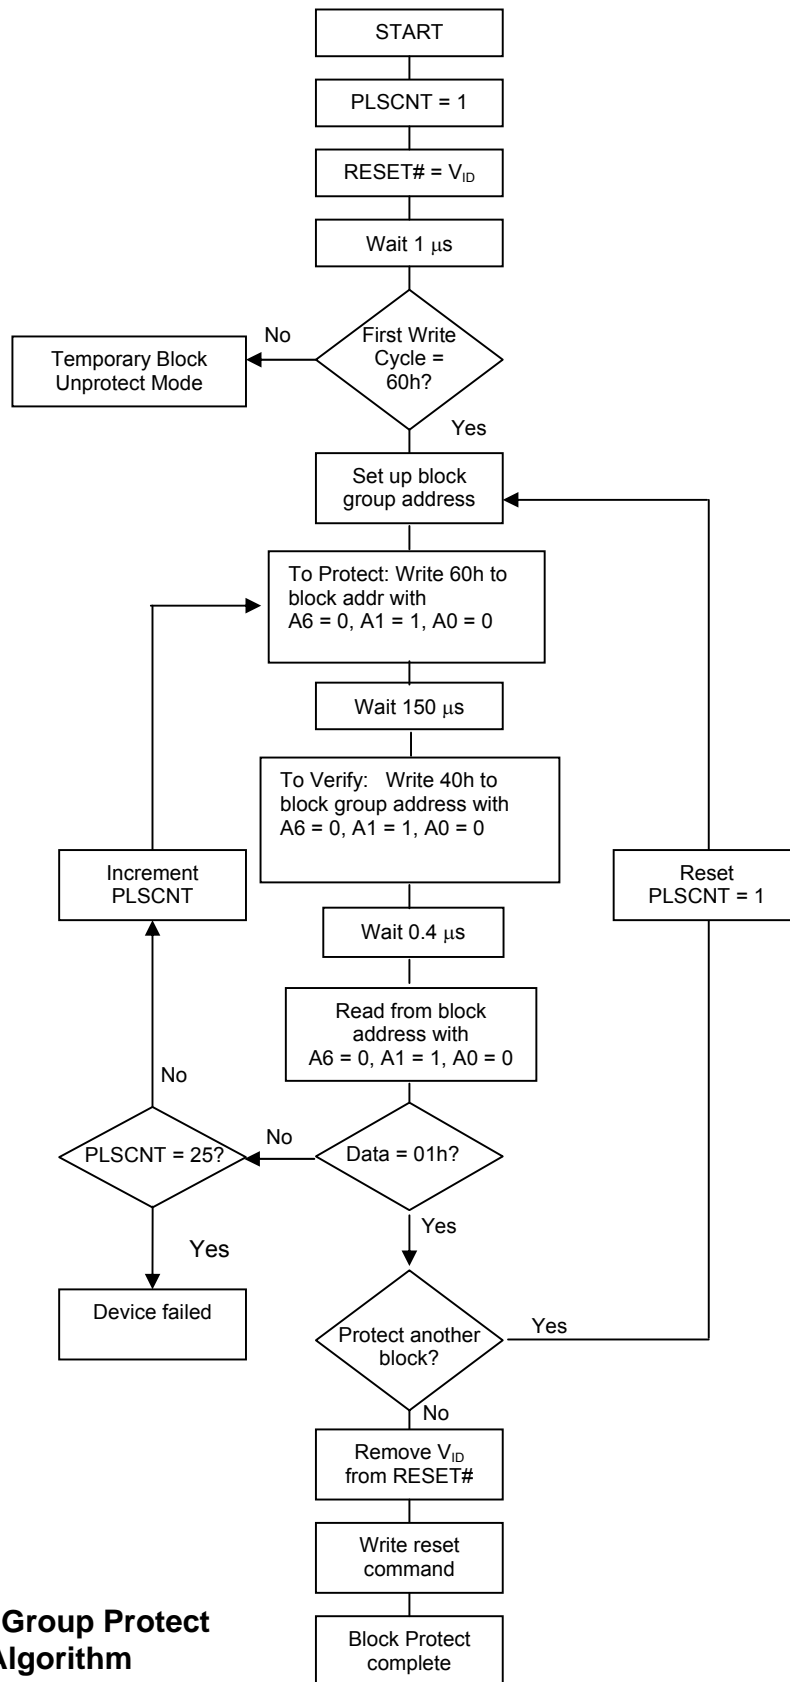 START
PLSCNT = 1
RESET# = VID
Wait 1 μs
First Write
Cycle =
60h?
No
Temporary Block
Unprotect Mode
Yes
Set up block
group address
To Protect: Write 60h to
block addr with
A6 = 0, A1 = 1, A0 = 0
Wait 150 μs
To Verify:   Write 40h to
block group address with
A6 = 0, A1 = 1, A0 = 0
Increment
PLSCNT
Reset
PLSCNT = 1
Wait 0.4 μs
Read from block
address with
A6 = 0, A1 = 1, A0 = 0
No
PLSCNT = 25?
No
Data = 01h?
Yes
Yes
Device failed
Protect another
block?
Yes
No
Remove VID
from RESET#
Write reset
command
Block Protect
complete
Group Protect
Algorithm